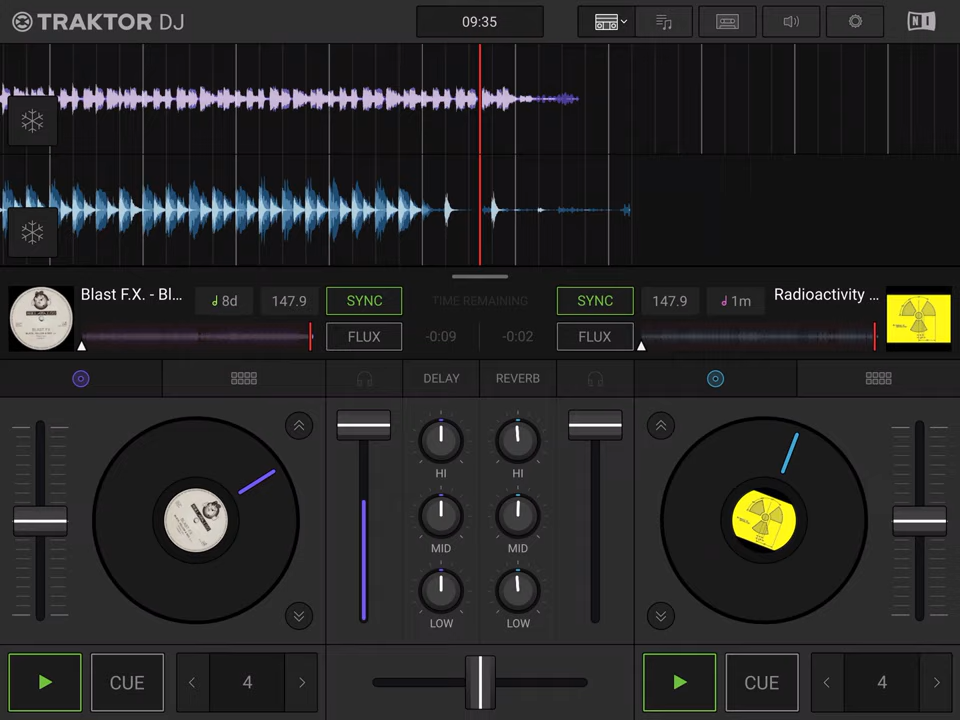 TRAKTOR DJ
09:35
NI
Blast F.X. - Bl...
8d
147.9
SYNC
TIME REMAINING
SYNC
147.9
1m
Radioactivity ...
FLUX
-0:09
-0:02
FLUX
DELAY
REVERB
HI
HI
MID
MID
LOW
LOW
CUE
4
CUE
4